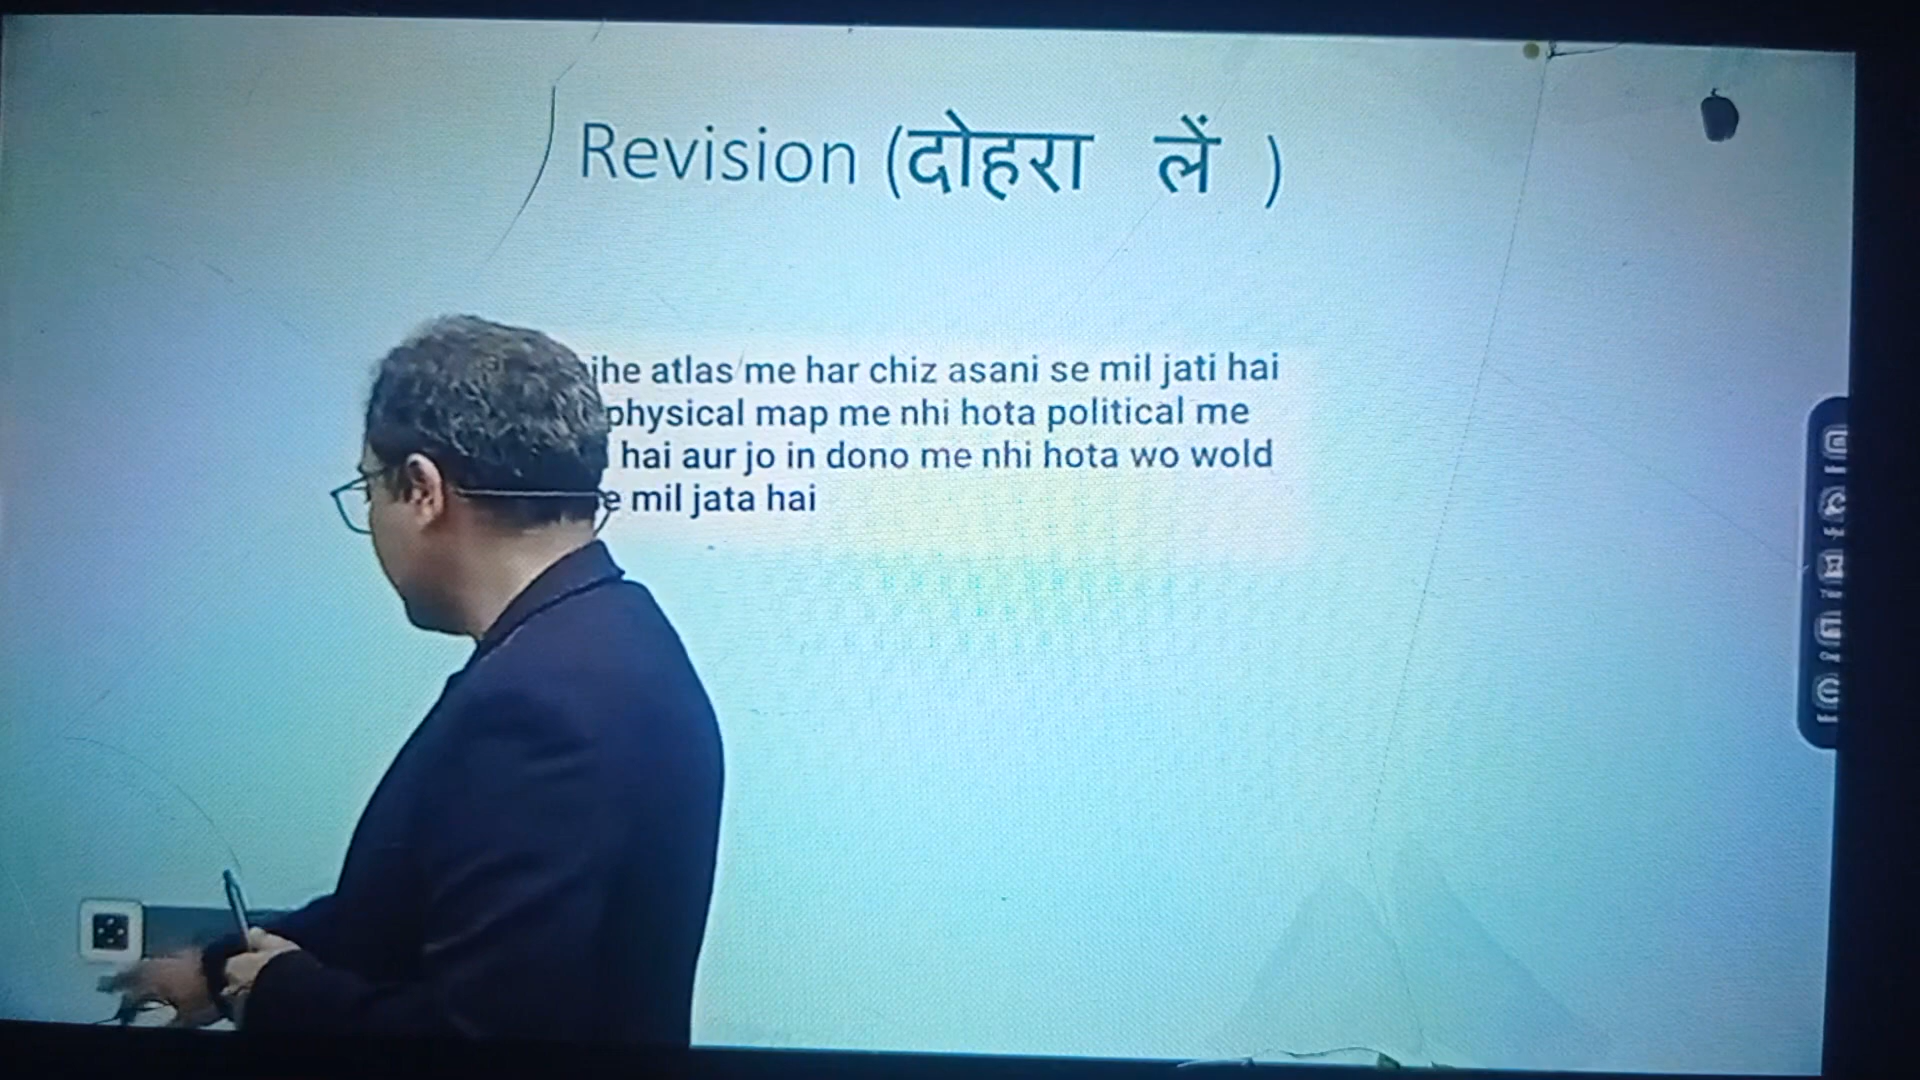 Revision (दोहरा लें )
atlas me har chiz asani se mil jati hai
physical map me nhi hota political me
hai aur jo in dono me nhi hota wo wold
mil jata hai